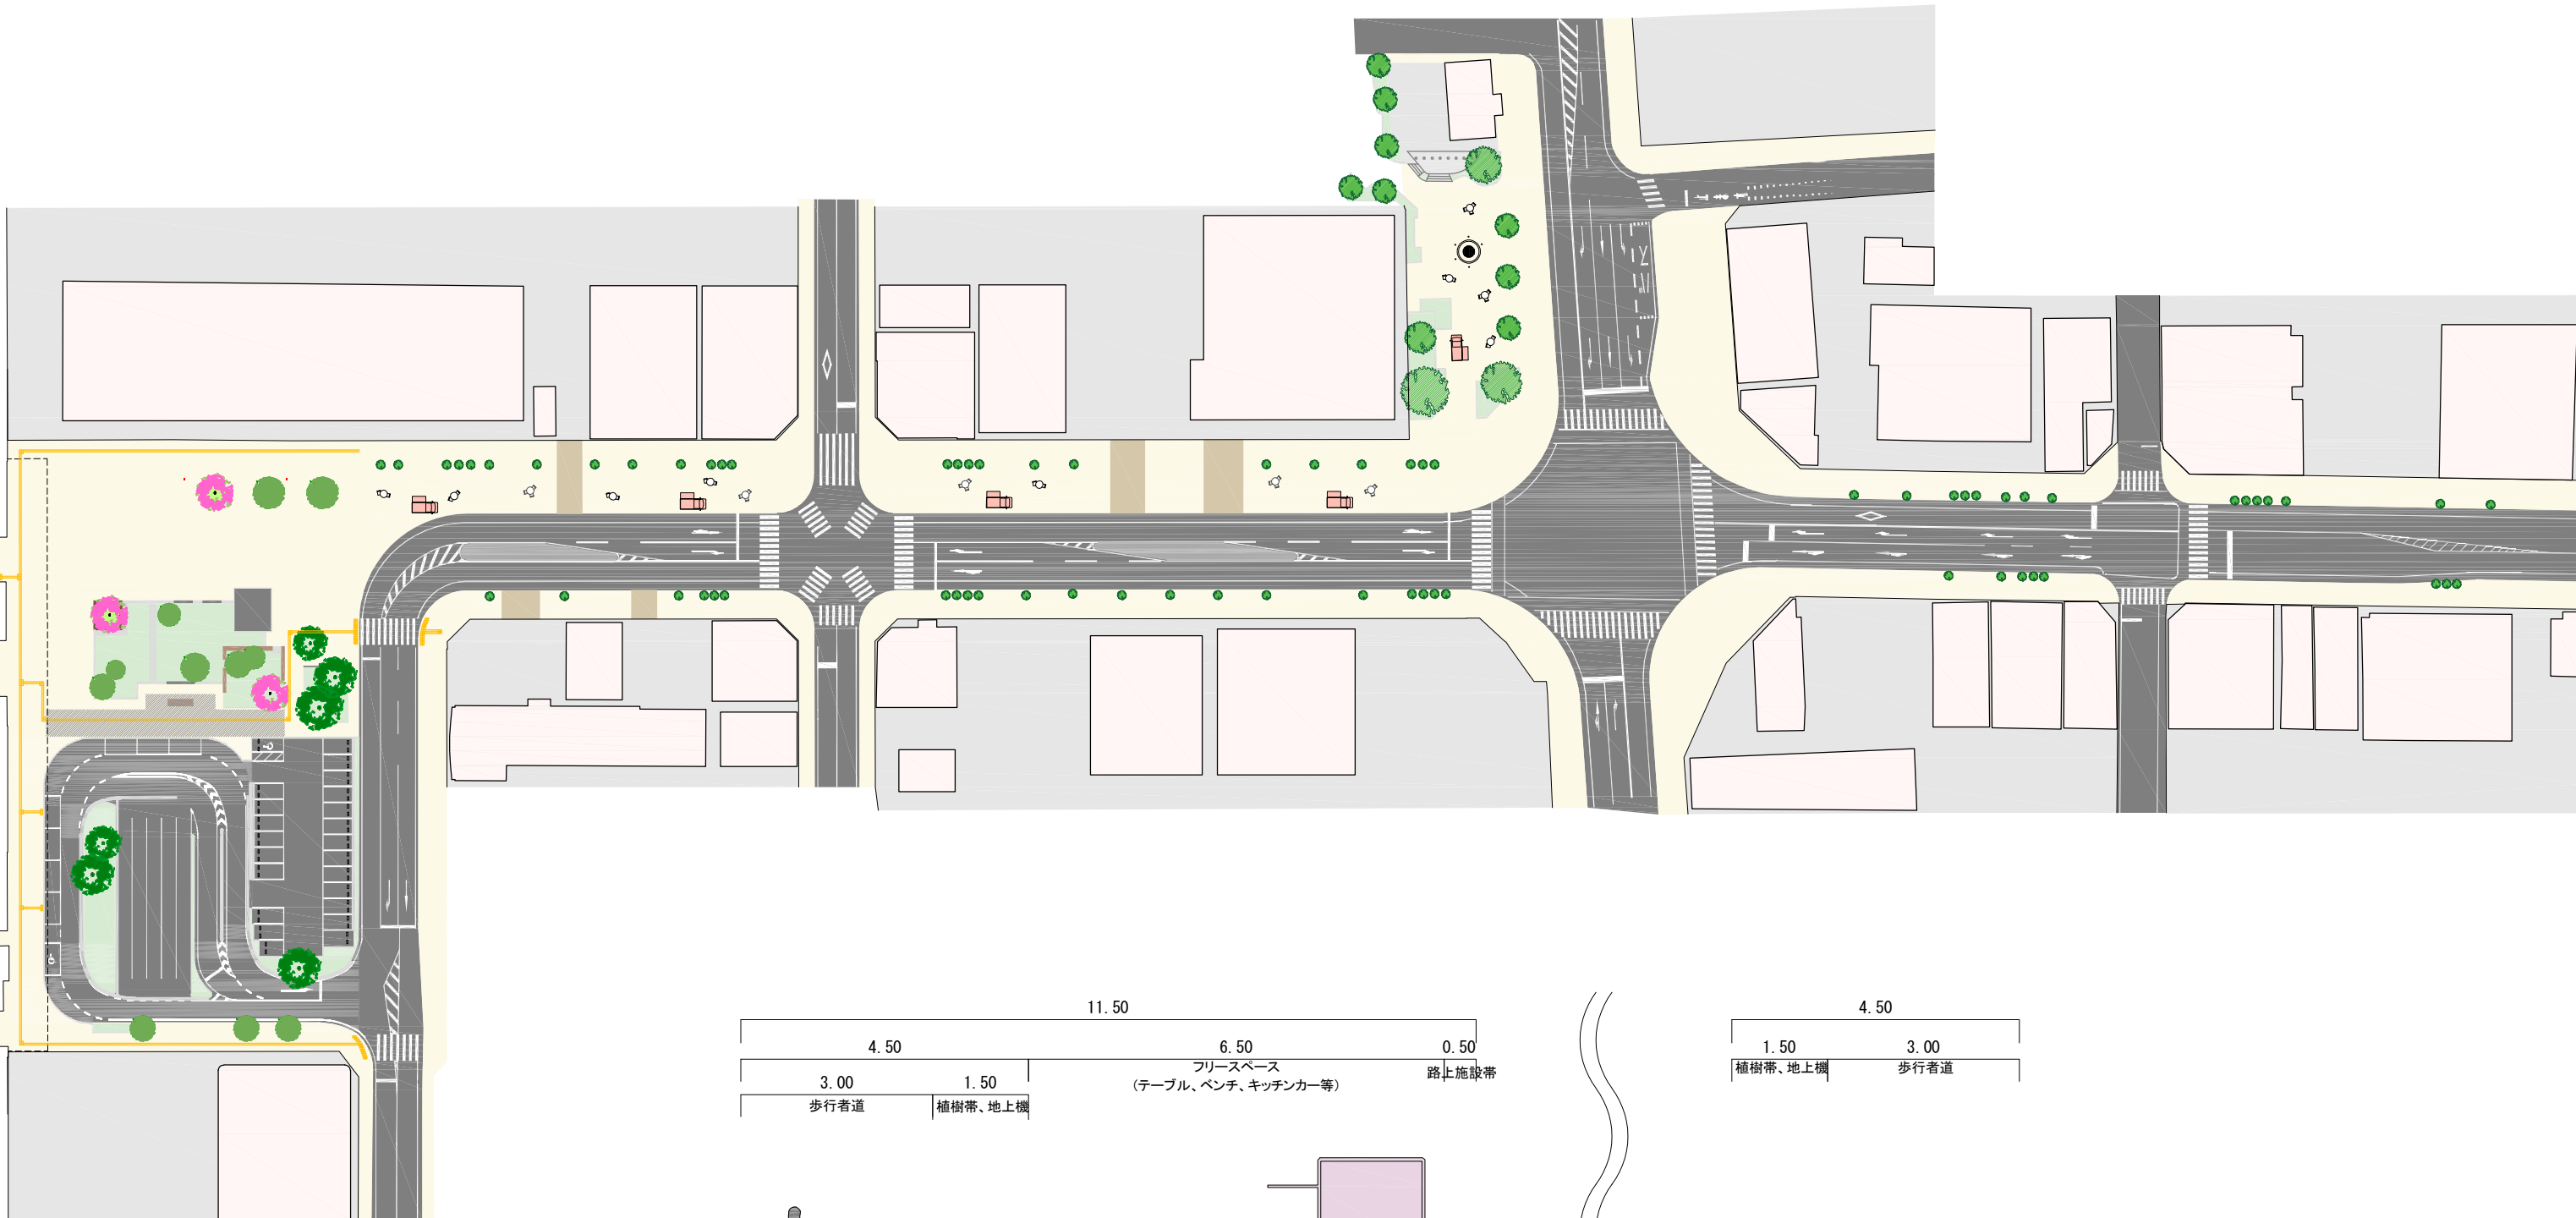 11.50
4.50
4.50
6.50
0.50
1.50
3.00
フリースペース
路上施設帯
植樹帯、地上機
歩行者道
(テーブル、ベンチ、キッチンカー等)
3.00
1.50
歩行者道
植樹帯、地上機